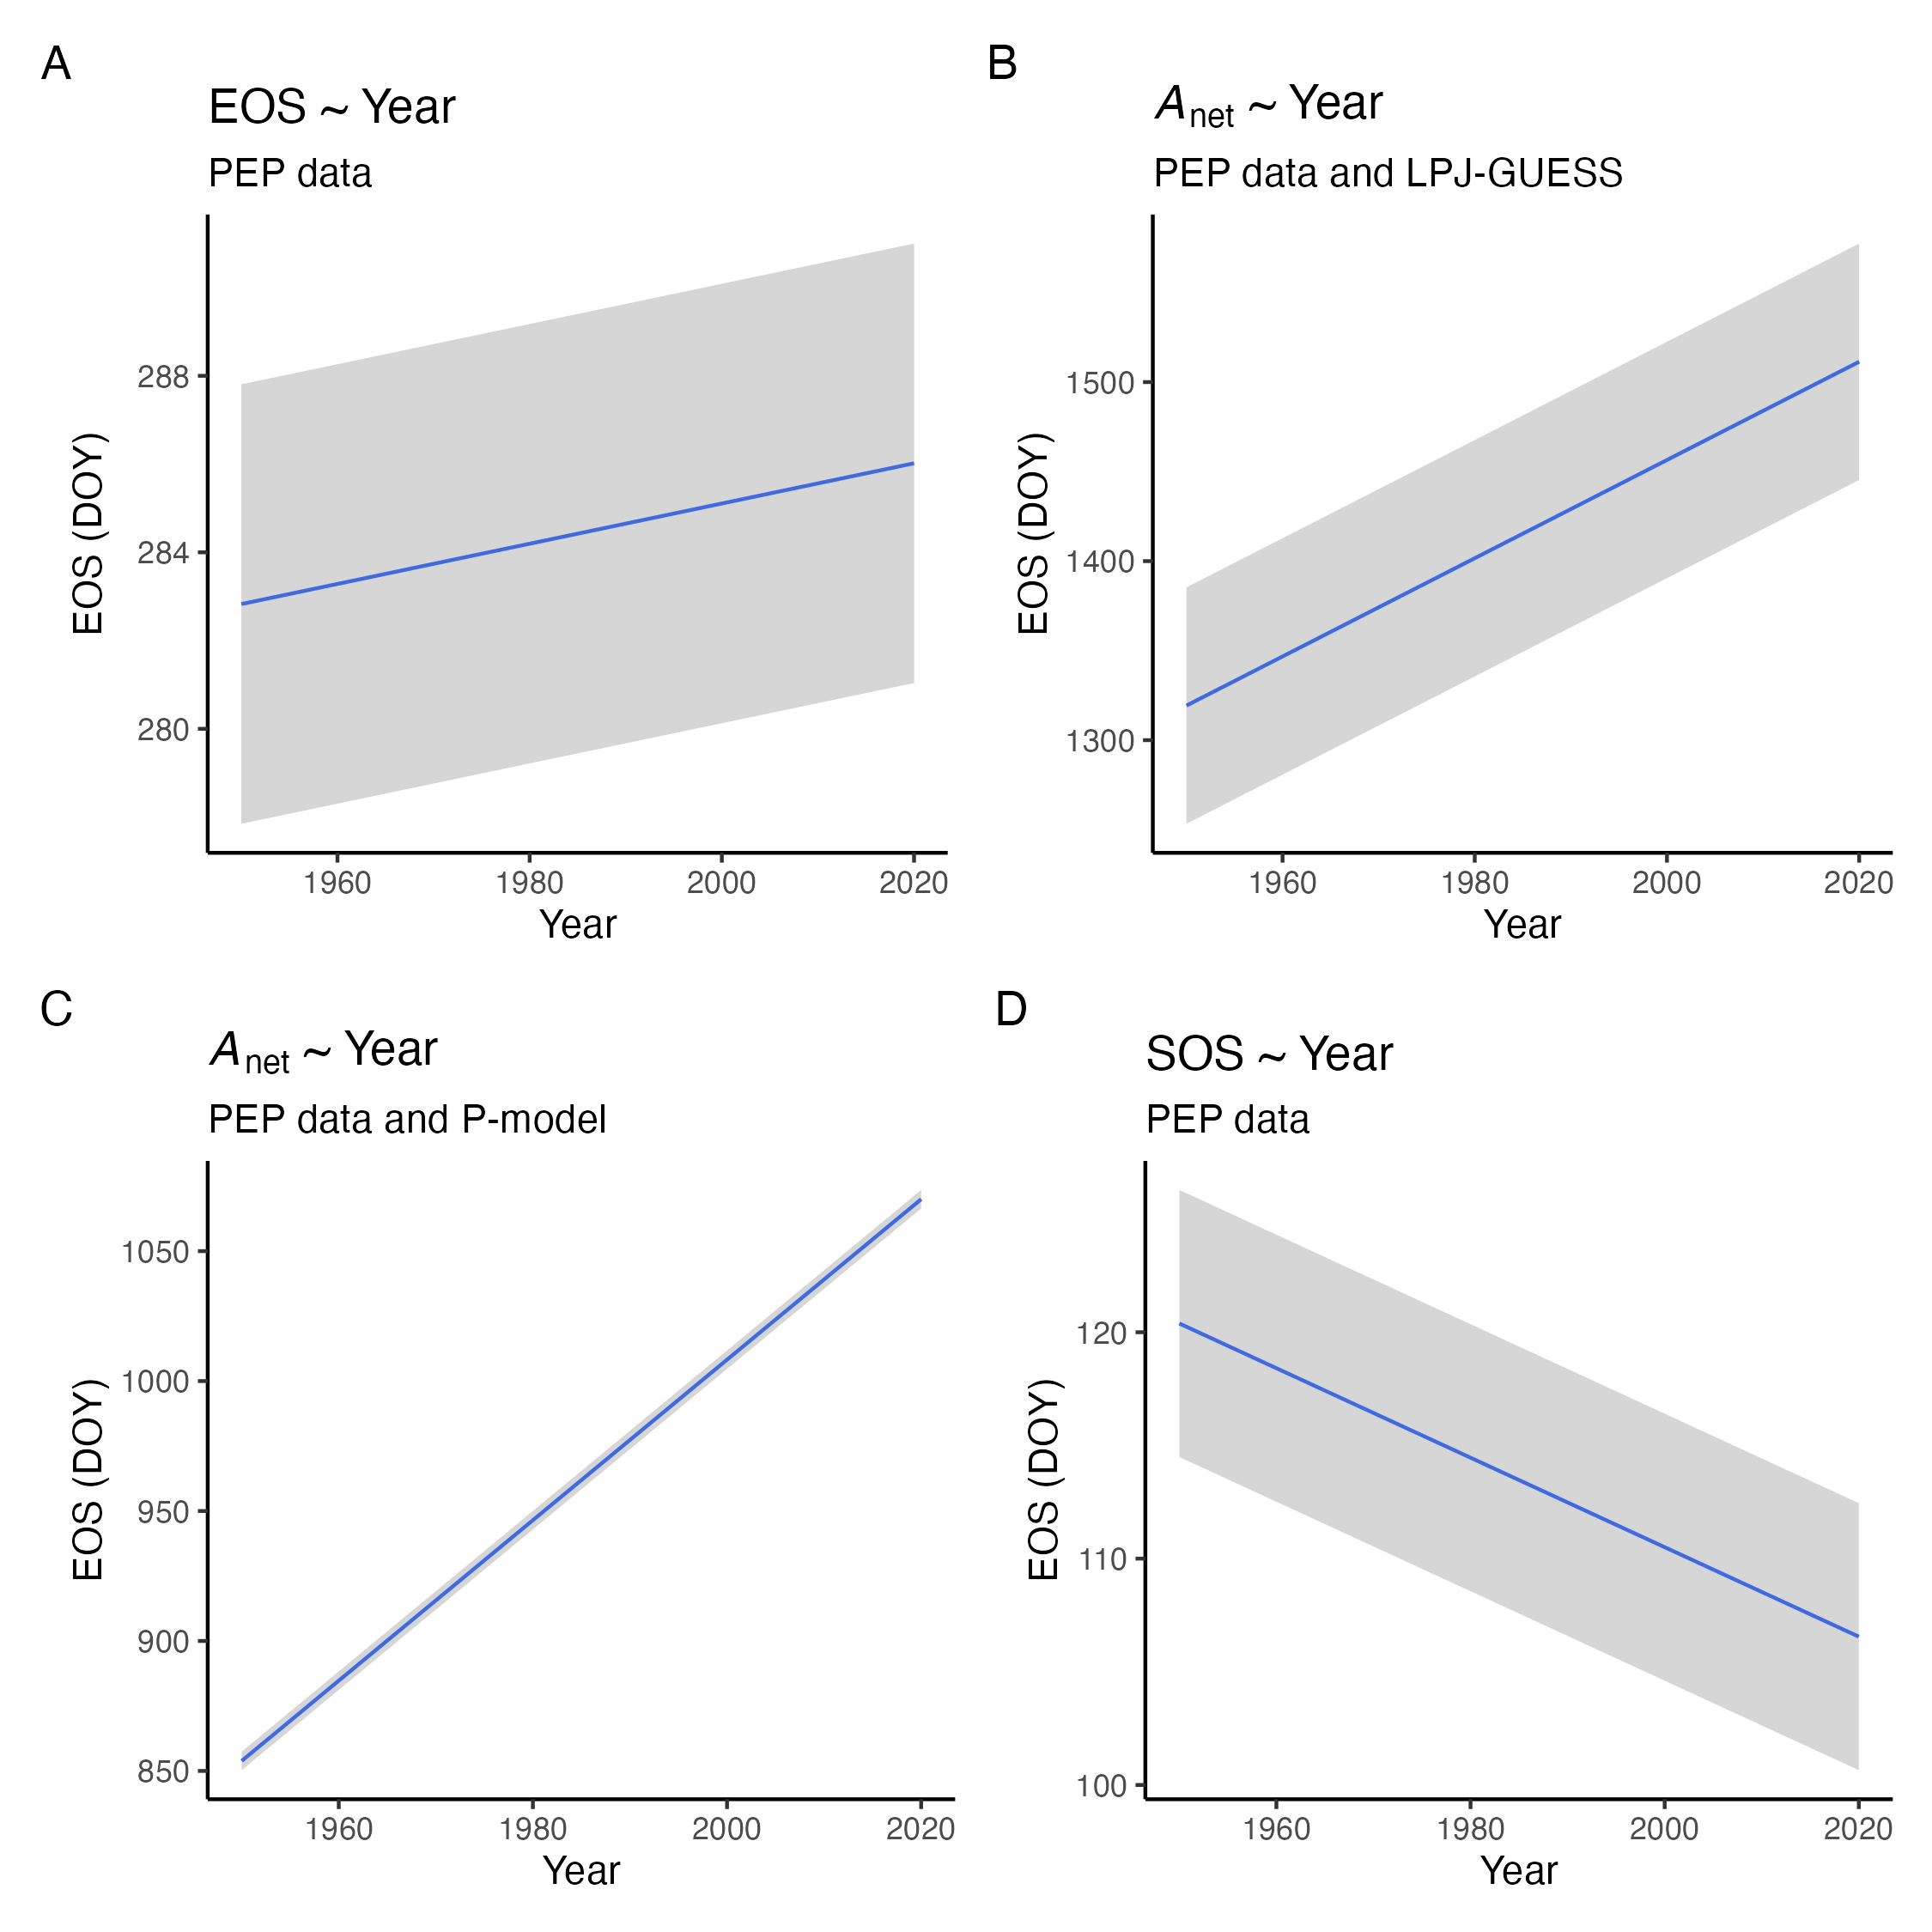 A
EOS ~ Year
PEP data
EOS (DOY)
288
284
280
1960 1980 2000 2020
Year
B
Anet ~ Year
PEP data and LPJ-GUESS
EOS (DOY)
1500
1400
1300
1960 1980 2000 2020
Year
C
Anet ~ Year
PEP data and P-model
EOS (DOY)
1050
1000
950
900
850
1960 1980 2000 2020
Year
D
SOS ~ Year
PEP data
EOS (DOY)
120
110
100
1960 1980 2000 2020
Year